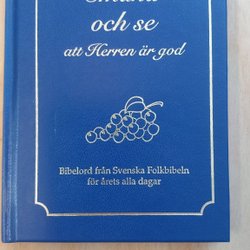 och se
att Herren är god
Bibelord från Svenska Folkbibeln
för årets alla dagar